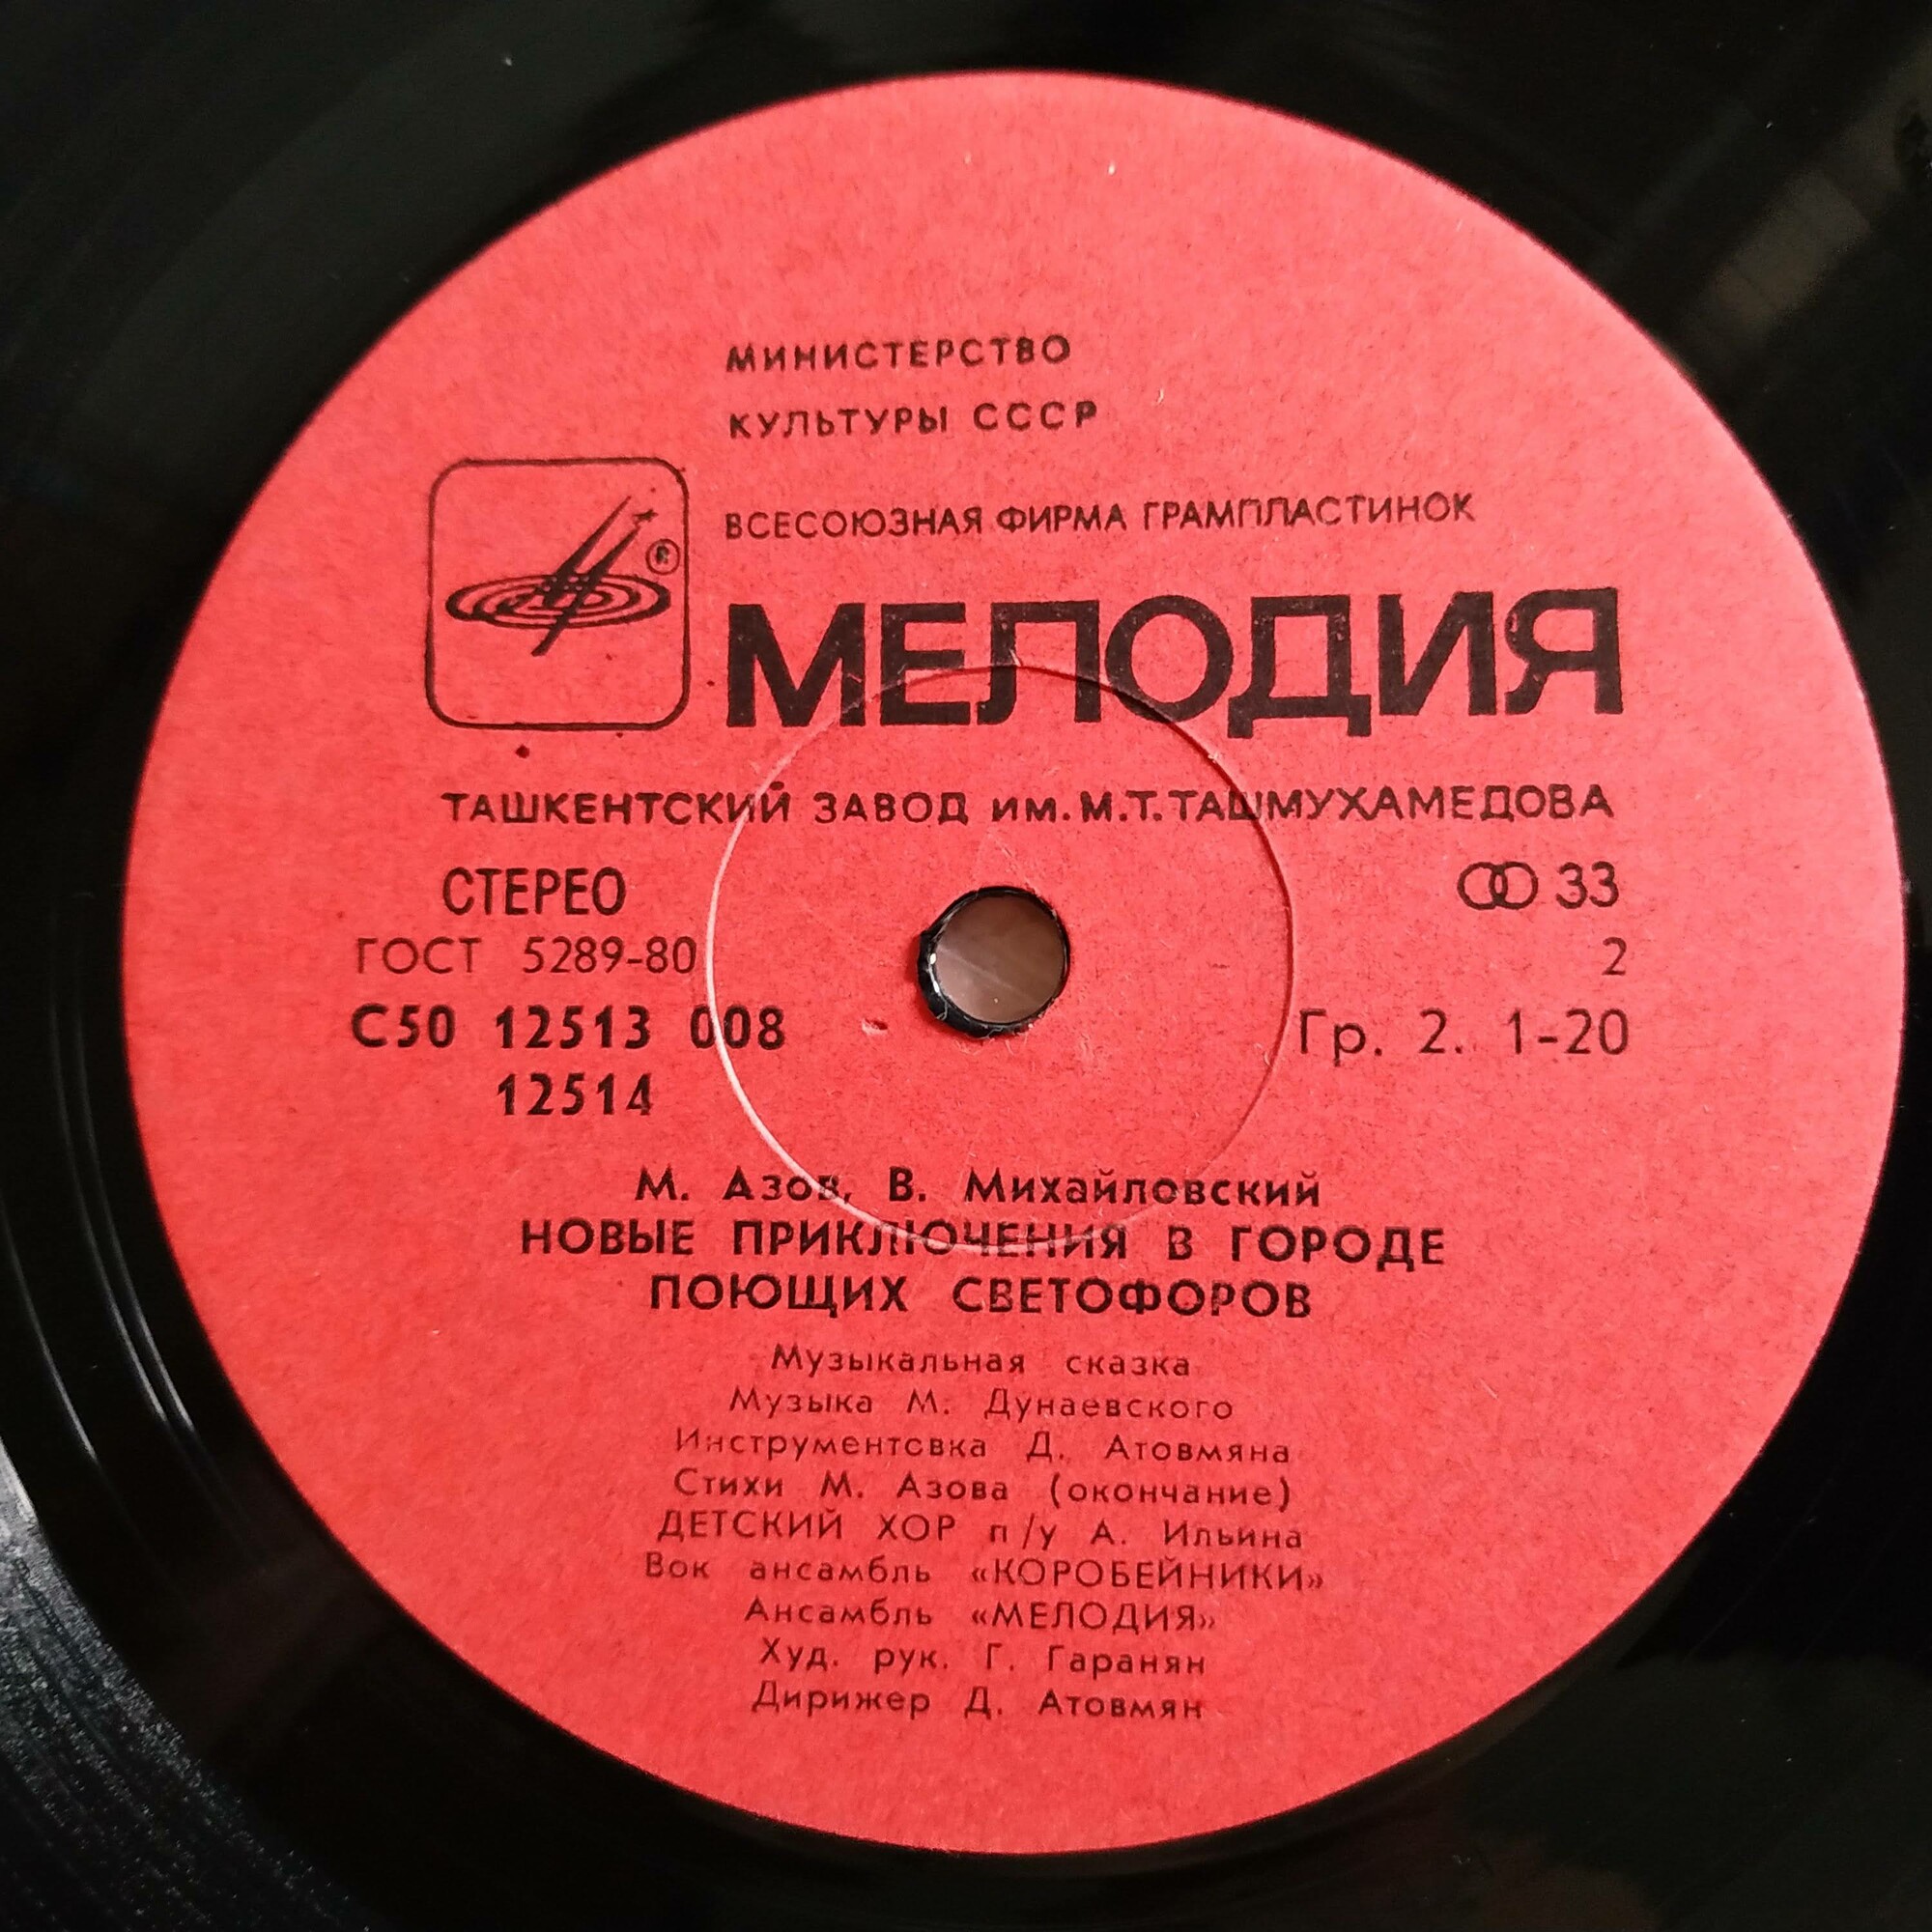 МИНИСТЕРСТВО
КУЛЬТУРЫ СССР
ВСЕСОЮЗНАЯ ФИРМА ГРАМПЛАСТИНОК
®
МЕЛОДИЯ
ТАШКЕНТСКИЙ ЗАВОД ИМ. М.Т. ТАШМУХАМЕДОВА
СТЕРЕО 33
ГОСТ 5289-80 2
С50 12513 008 Гр. 2. 1-20
12514
М. Азов, В. Михайловский
НОВЫЕ ПРИКЛЮЧЕНИЯ В ГОРОДЕ
ПОЮЩИХ СВЕТОФОРОВ
Музыкальная сказка
Музыка М. Дунаевского
Инструментовка Д. Атовмяна
Стихи М. Азова (окончание)
ДЕТСКИЙ ХОР п/у А. Ильина
Вок ансамбль «КОРОБЕЙНИКИ»
Ансамбль «МЕЛОДИЯ»
Худ. рук. Г. Гаранян
Дирижер Д. Атовмян